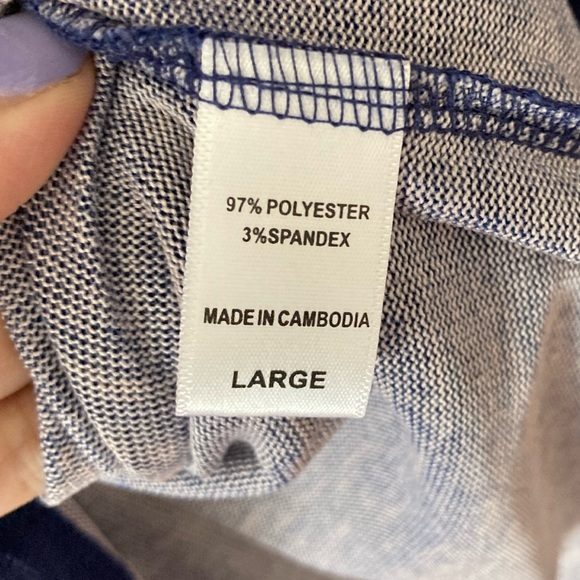 97% POLYESTER
3%SPANDEX
MADE IN CAMBODIA
LARGE